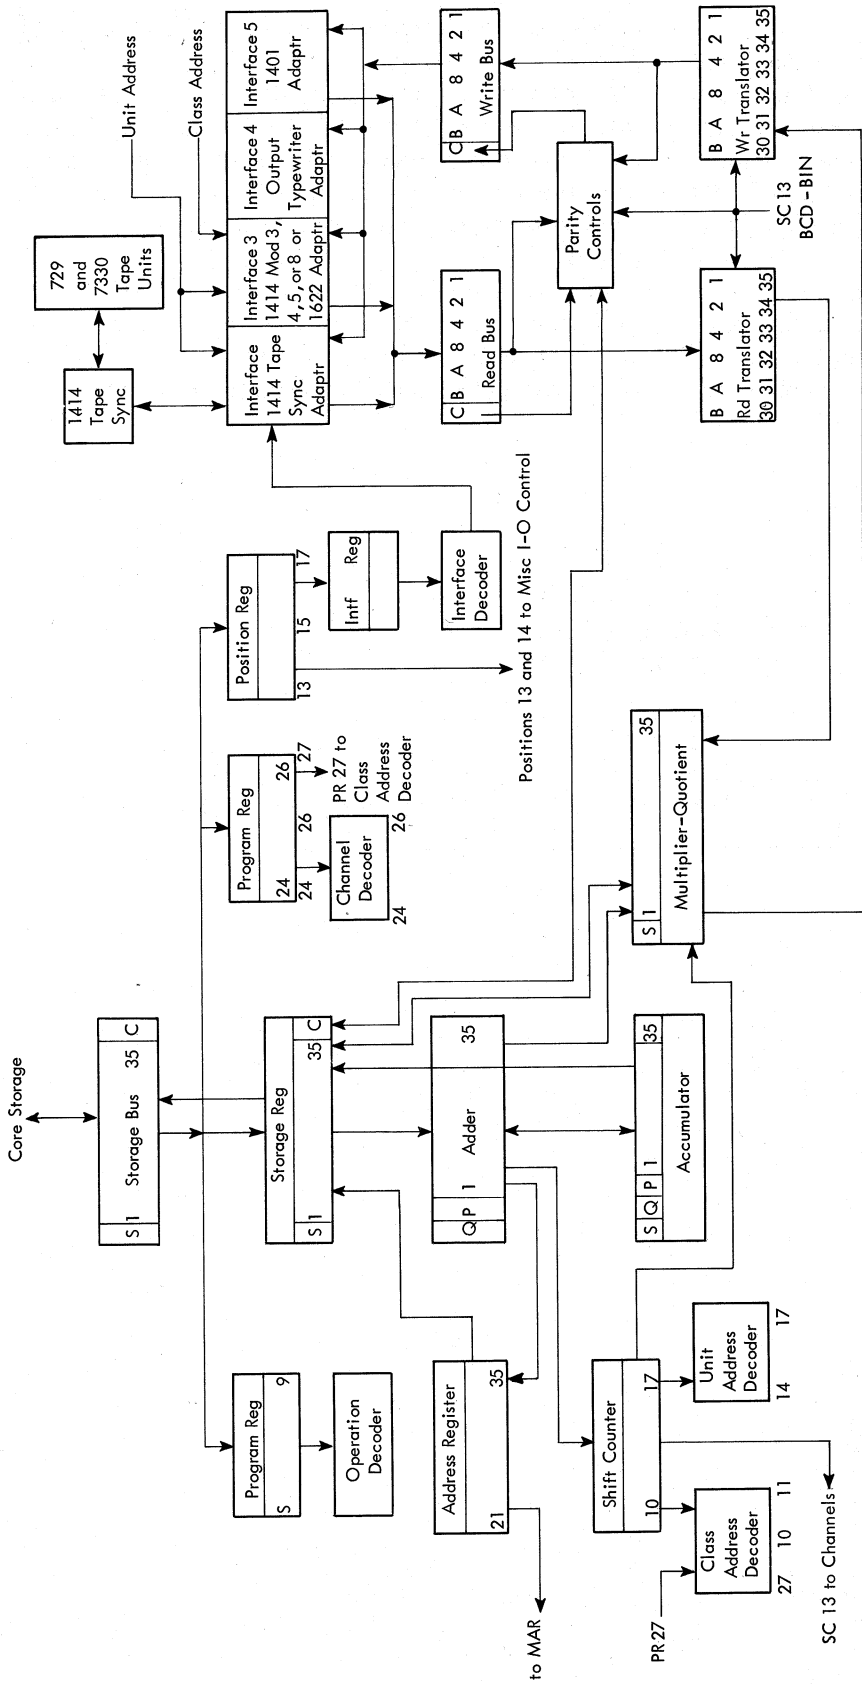 Core Storage
S 1 Storage Bus 35 C
Program Reg
S 9
Operation
Decoder
Storage Reg
S 1 35 C
Program Reg
24 26
24 26 27
Channel
Decoder
24 26
PR 27 to
Class
Address
Decoder
Position Reg
13 15 17
Intf Reg
Interface
Decoder
Positions 13 and 14 to Misc I-O Control
1414
Tape
Sync
729
and
7330
Tape
Units
Unit Address
Class Address
Interface
1414 Tape
Sync
Adaptr
Interface 3
1414 Mod 3,
4, 5, or 8 or
1622 Adaptr
Interface 4
Output
Typewriter
Adaptr
Interface 5
1401
Adaptr
Address Register
21 35
to MAR
Q P 1 Adder 35
C B A 8 4 2 1
Read Bus
C B A 8 4 2 1
Write Bus
Parity
Controls
Shift Counter
10 17
PR27
Class
Address
Decoder
27 10 11
Unit
Address
Decoder
14 17
SC 13 to Channels
S Q P 1 35
Accumulator
S 1 35
Multiplier-Quotient
B A 8 4 2 1
Rd Translator
30 31 32 33 34 35
SC 13
BCD-BIN
B A 8 4 2 1
Wr Translator
30 31 32 33 34 35